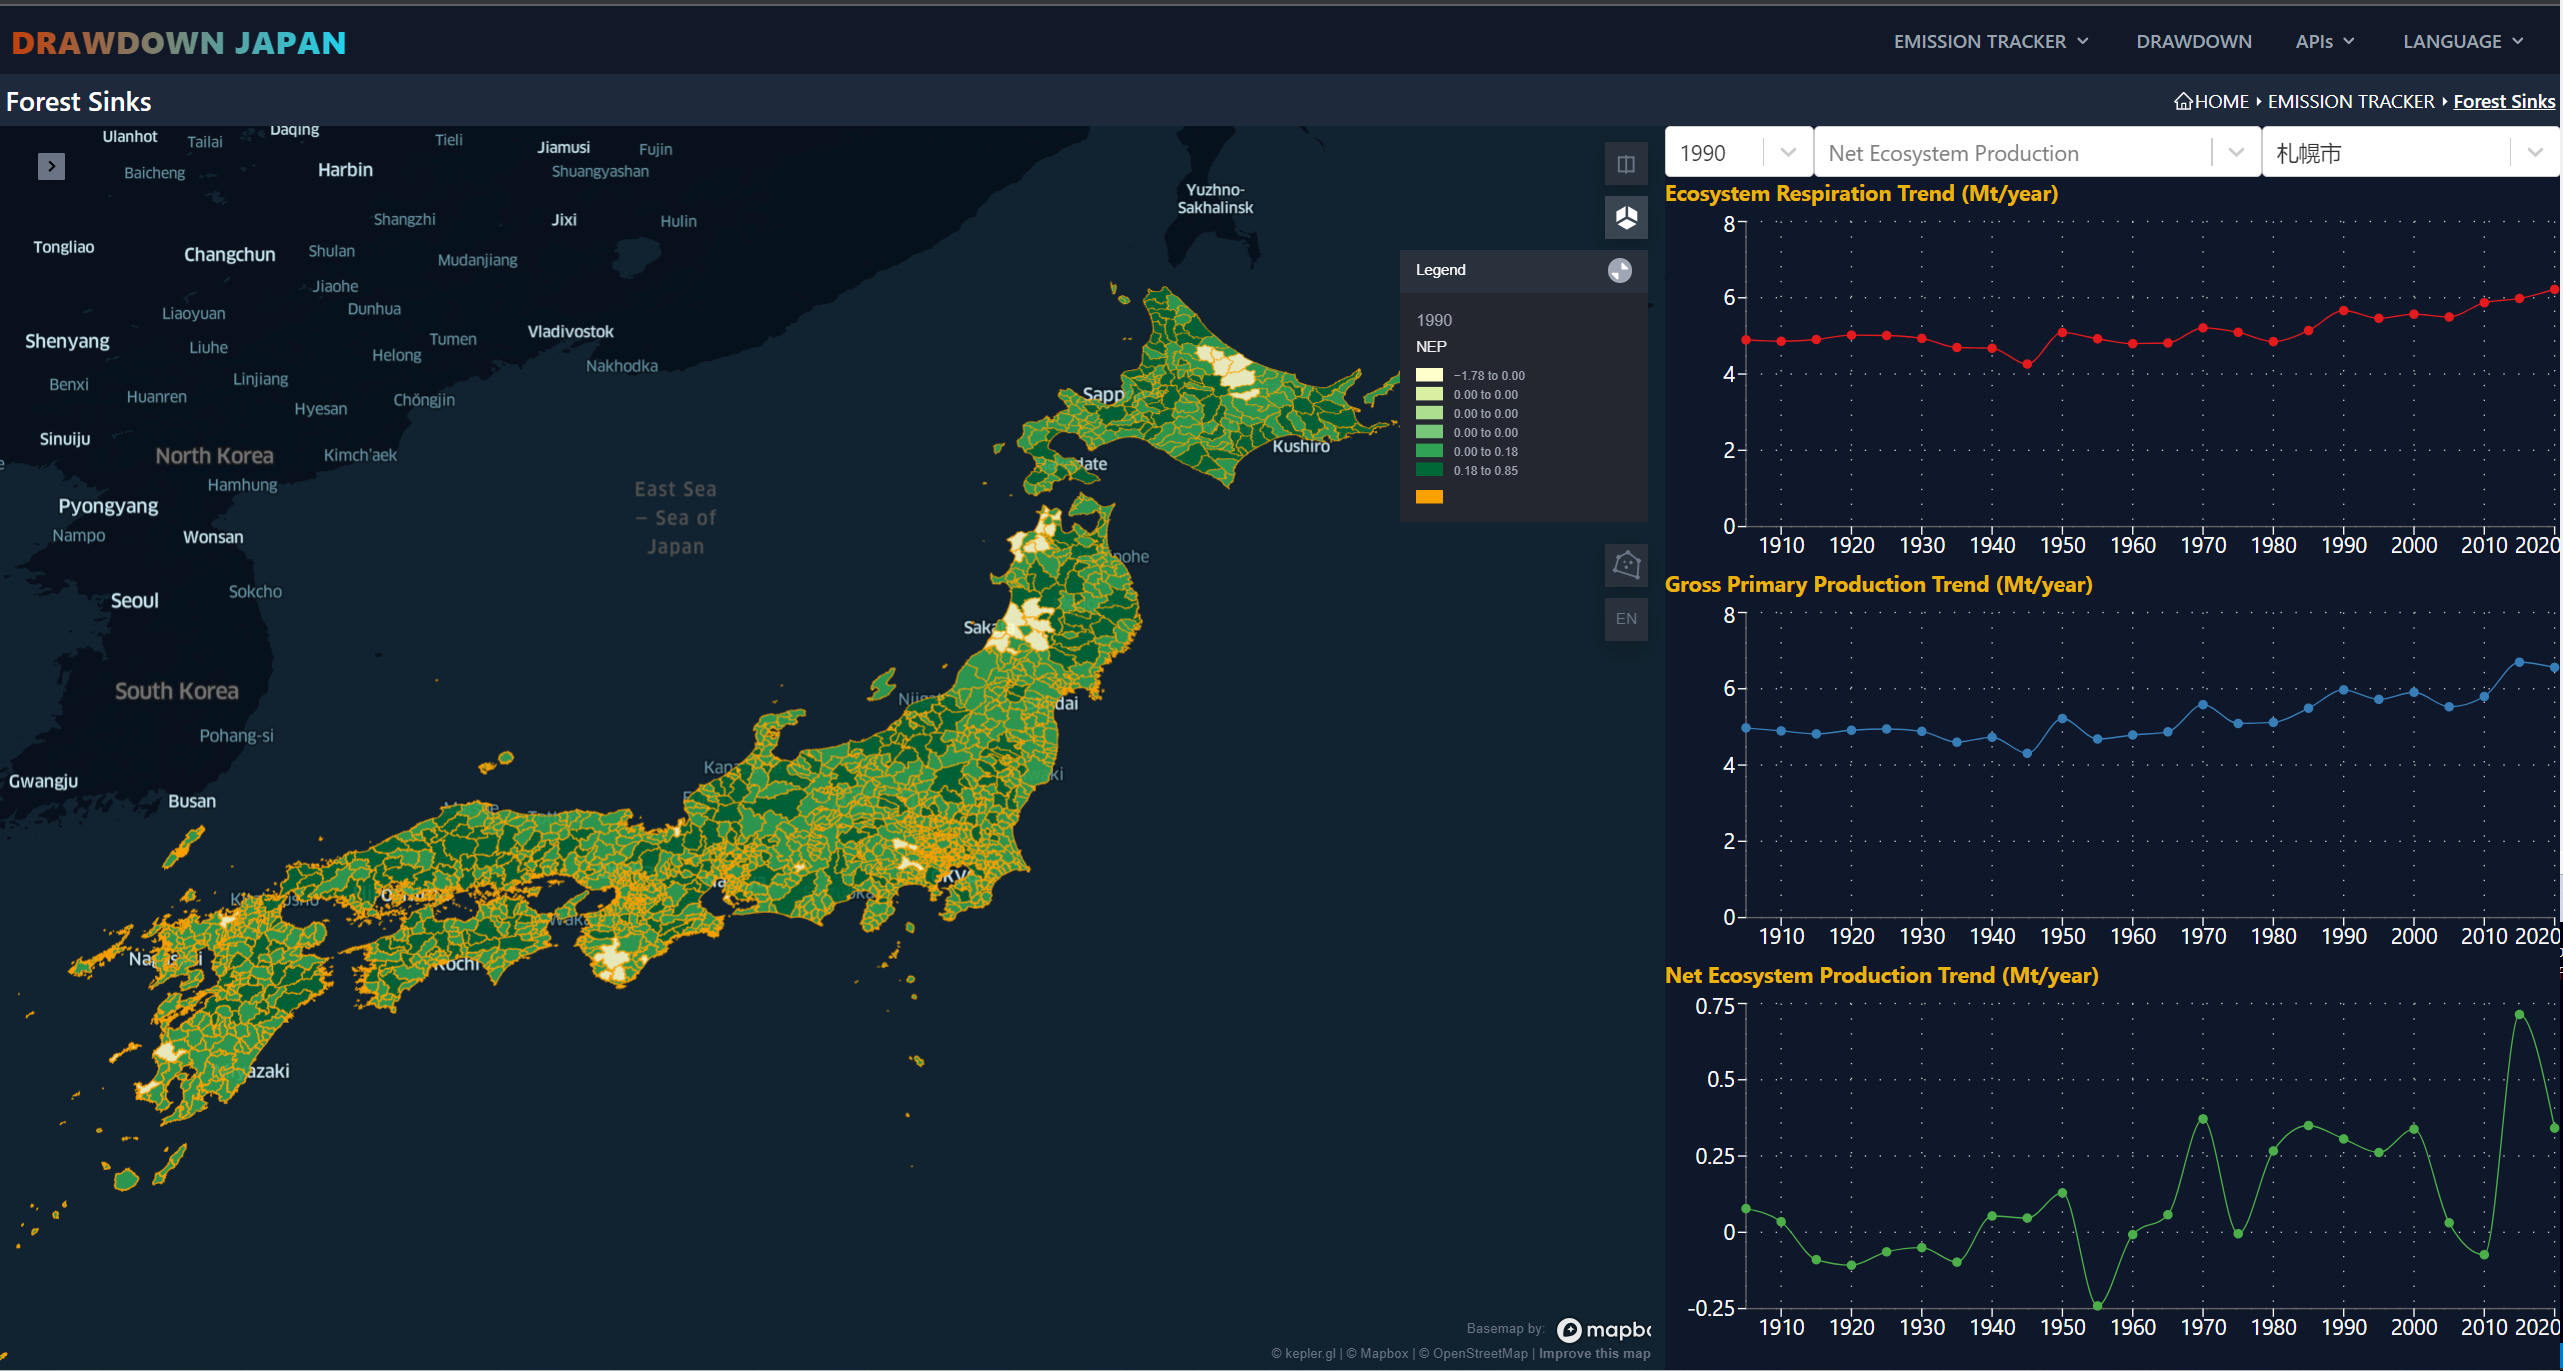 DRAWDOWN JAPAN
EMISSION TRACKER
DRAWDOWN
APIs
LANGUAGE
Forest Sinks
HOME
EMISSION TRACKER
Forest Sinks
Ulanhot
Tailai
Daqing
Tieli
Jiamusi
Fujin
Baicheng
Harbin
Shuangyashan
Yuzhno-
Sakhalinsk
Shangzhi
Jixi
Hulin
Tongliao
Changchun
Shulan
Mudanjiang
Jiaohe
Liaoyuan
Dunhua
Shenyang
Liuhe
Tumen
Helong
Vladivostok
Nakhodka
Benxi
Linjiang
Huanren
Hyesan
Chŏngjin
Sapp
Sinuiju
North Korea
Kimch'aek
Kushiro
date
Hamhung
East Sea
– Sea of
Japan
Pyongyang
Nampo
Wonsan
nohe
Seoul
Sokcho
Saka
South Korea
Niiga
dai
Pohang-si
Kana
ki
Gwangju
Busan
Kochi
azaki
Legend
1990
NEP
−1.78 to 0.00
0.00 to 0.00
0.00 to 0.00
0.00 to 0.00
0.00 to 0.18
0.18 to 0.85
EN
Basemap by:
mapbo
© kepler.gl | © Mapbox | © OpenStreetMap | Improve this map
1990
Net Ecosystem Production
札幌市
Ecosystem Respiration Trend (Mt/year)
8
6
4
2
0
1910 1920 1930 1940 1950 1960 1970 1980 1990 2000 2010 2020
Gross Primary Production Trend (Mt/year)
8
6
4
2
0
1910 1920 1930 1940 1950 1960 1970 1980 1990 2000 2010 2020
Net Ecosystem Production Trend (Mt/year)
0.75
0.5
0.25
0
-0.25
1910 1920 1930 1940 1950 1960 1970 1980 1990 2000 2010 2020